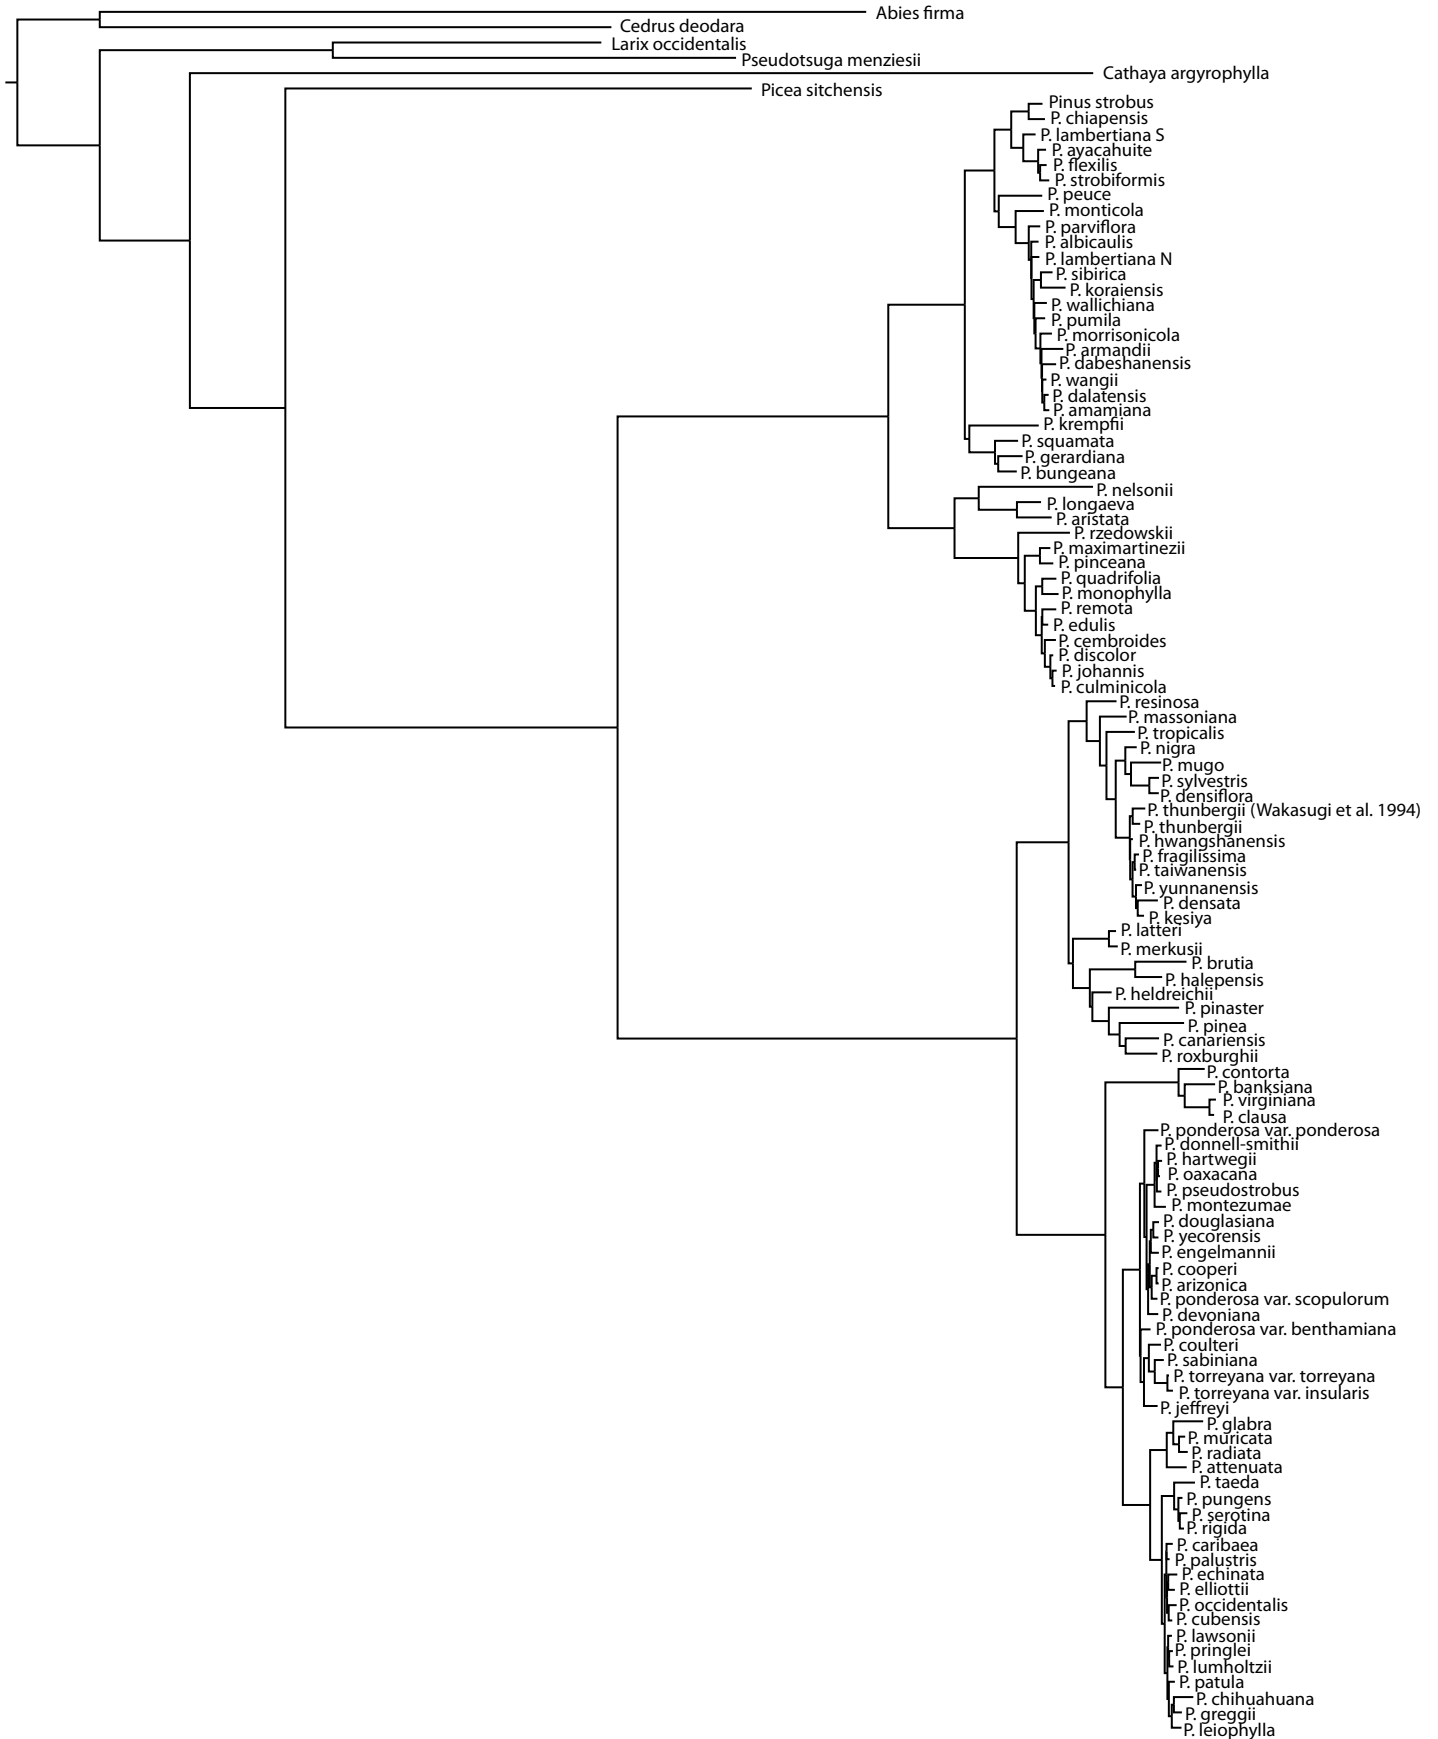 Abies firma
Cedrus deodara
Larix occidentalis
Pseudotsuga menziesii
Cathaya argyrophylla
Picea sitchensis
Pinus strobus
P. chiapensis
P. lambertiana S
P. ayacahuite
P. flexilis
P. strobiformis
P. peuce
P. monticola
P. parviflora
P. albicaulis
P. lambertiana N
P. sibirica
P. koraiensis
P. wallichiana
P. pumila
P. morrisonicola
P. armandii
P. dabeshanensis
P. wangii
P. dalatensis
P. amamiana
P. krempfii
P. squamata
P. gerardiana
P. bungeana
P. nelsonii
P. longaeva
P. aristata
P. rzedowskii
P. maximartinezii
P. pinceana
P. quadrifolia
P. monophylla
P. remota
P. edulis
P. cembroides
P. discolor
P. johannis
P. culminicola
P. resinosa
P. massoniana
P. tropicalis
P. nigra
P. mugo
P. sylvestris
P. densiflora
P. thunbergii (Wakasugi et al. 1994)
P. thunbergii
P. hwangshanensis
P. fragilissima
P. taiwanensis
P. yunnanensis
P. densata
P. kesiya
P. latteri
P. merkusii
P. brutia
P. halepensis
P. heldreichii
P. pinaster
P. pinea
P. canariensis
P. roxburghii
P. contorta
P. banksiana
P. virginiana
P. clausa
P. ponderosa var. ponderosa
P. donnell-smithii
P. hartwegii
P. oaxacana
P. pseudostrobus
P. montezumae
P. douglasiana
P. yecorensis
P. engelmannii
P. cooperi
P. arizonica
P. ponderosa var. scopulorum
P. devoniana
P. ponderosa var. benthamiana
P. coulteri
P. sabiniana
P. torreyana var. torreyana
P. torreyana var. insularis
P. jeffreyi
P. glabra
P. muricata
P. radiata
P. attenuata
P. taeda
P. pungens
P. serotina
P. rigida
P. caribaea
P. palustris
P. echinata
P. elliottii
P. occidentalis
P. cubensis
P. lawsonii
P. pringlei
P. lumholtzii
P. patula
P. chihuahuana
P. greggii
P. leiophylla